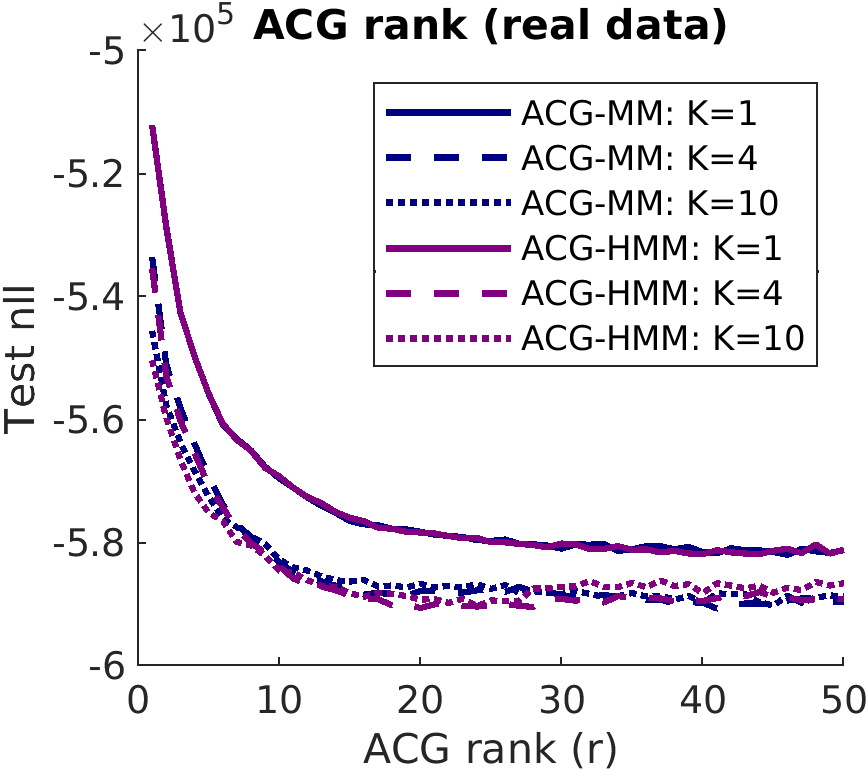 ×10^5 ACG rank (real data)
-5
-5.2
-5.4
-5.6
-5.8
-6
Test nll
ACG-MM: K=1
ACG-MM: K=4
ACG-MM: K=10
ACG-HMM: K=1
ACG-HMM: K=4
ACG-HMM: K=10
0 10 20 30 40 50
ACG rank (r)